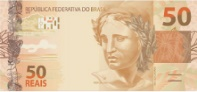 REPÚBLICA FEDERATIVA DO BRASIL
50
50
REAIS